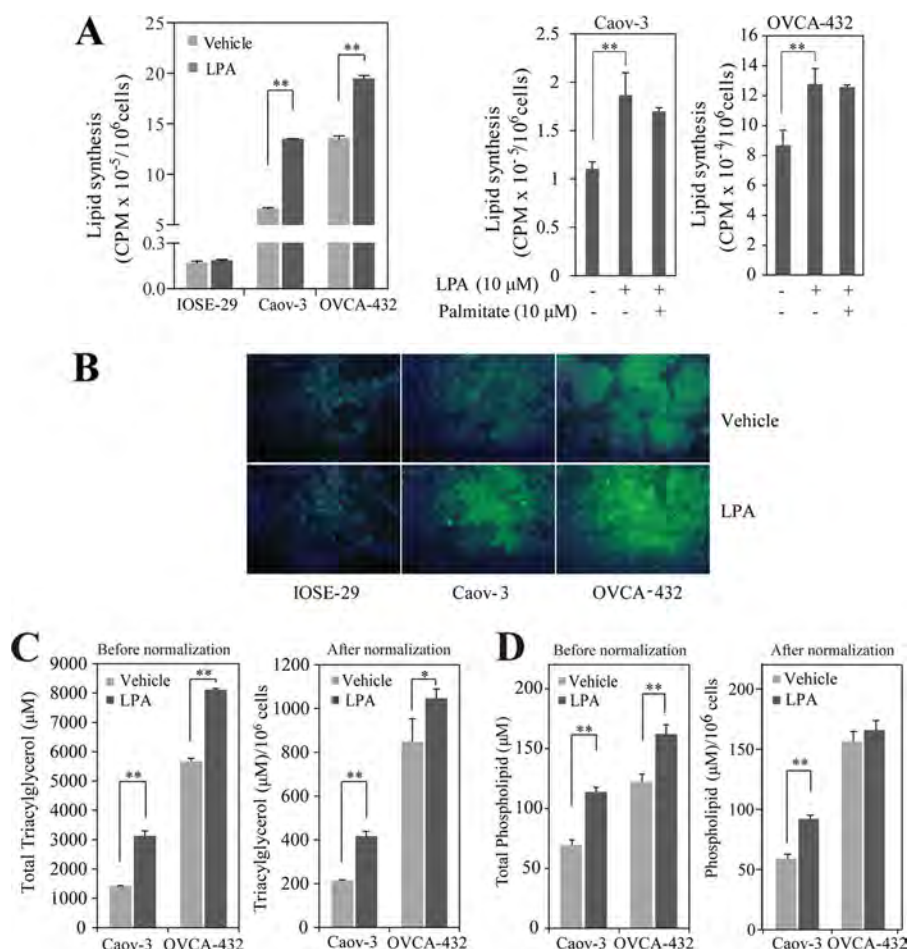 A
Lipid synthesis
(CPM x 10-5/106cells)
25
20
15
10
5
0.3
0.0
Vehicle
LPA
**
**
IOSE-29
Caov-3
OVCA-432
Caov-3
Lipid synthesis
(CPM x 10-5/106cells)
2.5
2
1.5
1
0.5
0
**
OVCA-432
Lipid synthesis
(CPM x 10-4/106cells)
16
14
12
10
8
6
4
2
0
**
LPA (10 μM) - + + - + +
Palmitate (10 μM) - - + - - +
B
Vehicle
LPA
IOSE-29 Caov-3 OVCA-432
C
Before normalization
Total Triacylglycerol (μM)
9000
8000
7000
6000
5000
4000
3000
2000
1000
0
Vehicle
LPA
**
**
Caov-3 OVCA-432
After normalization
Triacylglycerol (μM)/106 cells
1200
1000
800
600
400
200
0
Vehicle
LPA
**
*
Caov-3 OVCA-432
D
Before normalization
Total Phospholipid (μM)
200
150
100
50
0
Vehicle
LPA
**
**
Caov-3 OVCA-432
After normalization
Phospholipid (μM)/106 cells
200
150
100
50
0
Vehicle
LPA
**
Caov-3 OVCA-432